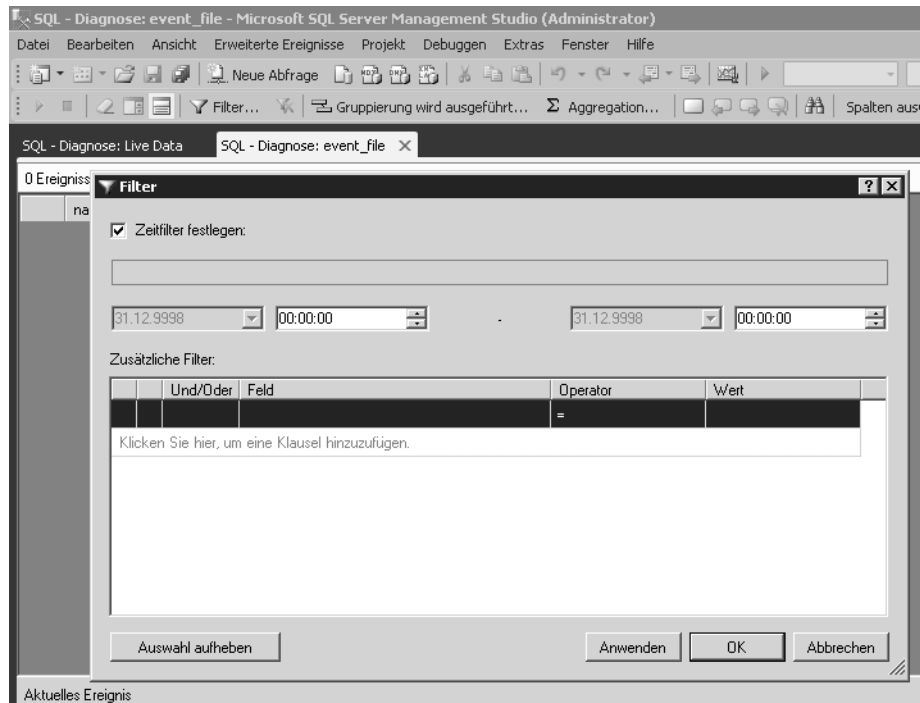 SQL - Diagnose: event_file - Microsoft SQL Server Management Studio (Administrator)
Datei Bearbeiten Ansicht Erweiterte Ereignisse Projekt Debuggen Extras Fenster Hilfe
Neue Abfrage
Filter... Gruppierung wird ausgeführt... Σ Aggregation... Spalten aus
SQL - Diagnose: Live Data SQL - Diagnose: event_file
0 Ereigniss
na
Filter
Zeitfilter festlegen:
31.12.9998 00:00:00 - 31.12.9998 00:00:00
Zusätzliche Filter:
Und/Oder Feld Operator Wert
=
Klicken Sie hier, um eine Klausel hinzuzufügen.
Auswahl aufheben Anwenden OK Abbrechen
Aktuelles Ereignis